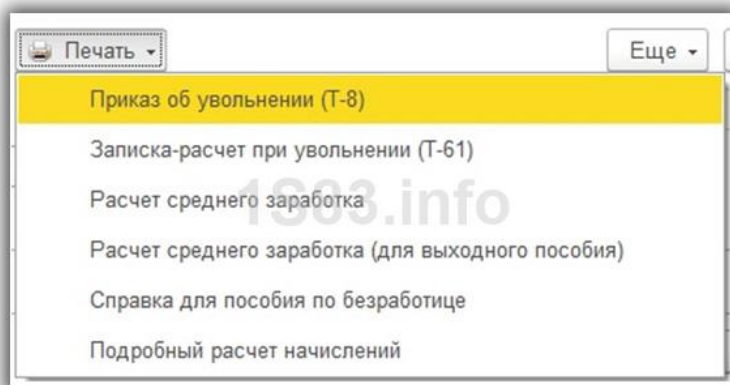 Печать
Еще
Приказ об увольнении (Т-8)
Записка-расчет при увольнении (Т-61)
Расчет среднего заработка
1S83.info
Расчет среднего заработка (для выходного пособия)
Справка для пособия по безработице
Подробный расчет начислений